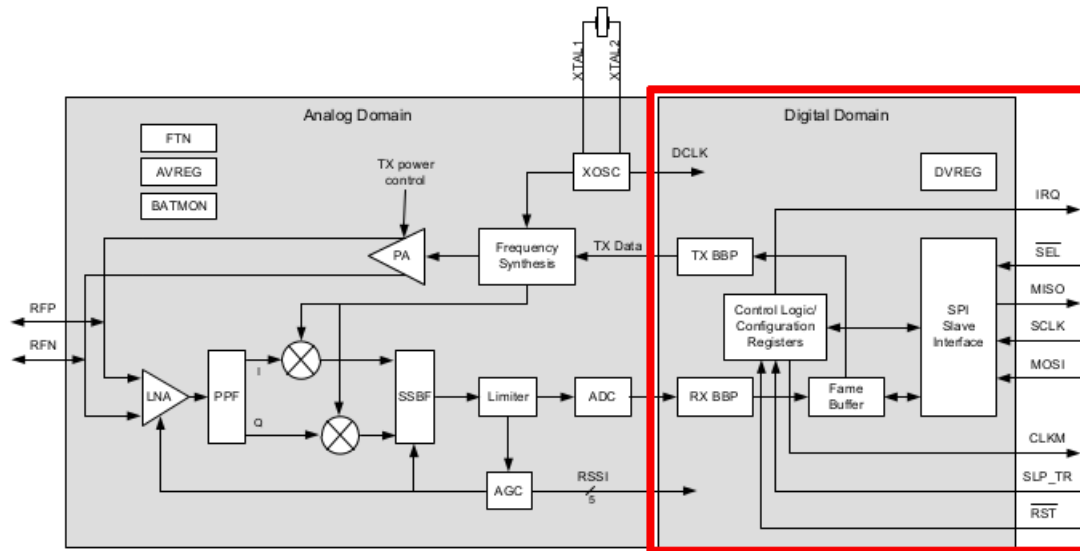 XTAL1
XTAL2
Analog Domain
Digital Domain
FTN
AVREG
BATMON
TX power
control
XOSC
DCLK
DVREG
IRQ
PA
Frequency
Synthesis
TX Data
TX BBP
SEL
MISO
RFP
RFN
Control Logic/
Configuration
Registers
SPI
Slave
Interface
SCLK
MOSI
I
LNA
PPF
SSBF
Limiter
ADC
RX BBP
Fame
Buffer
Q
CLKM
AGC
RSSI
5
SLP_TR
RST